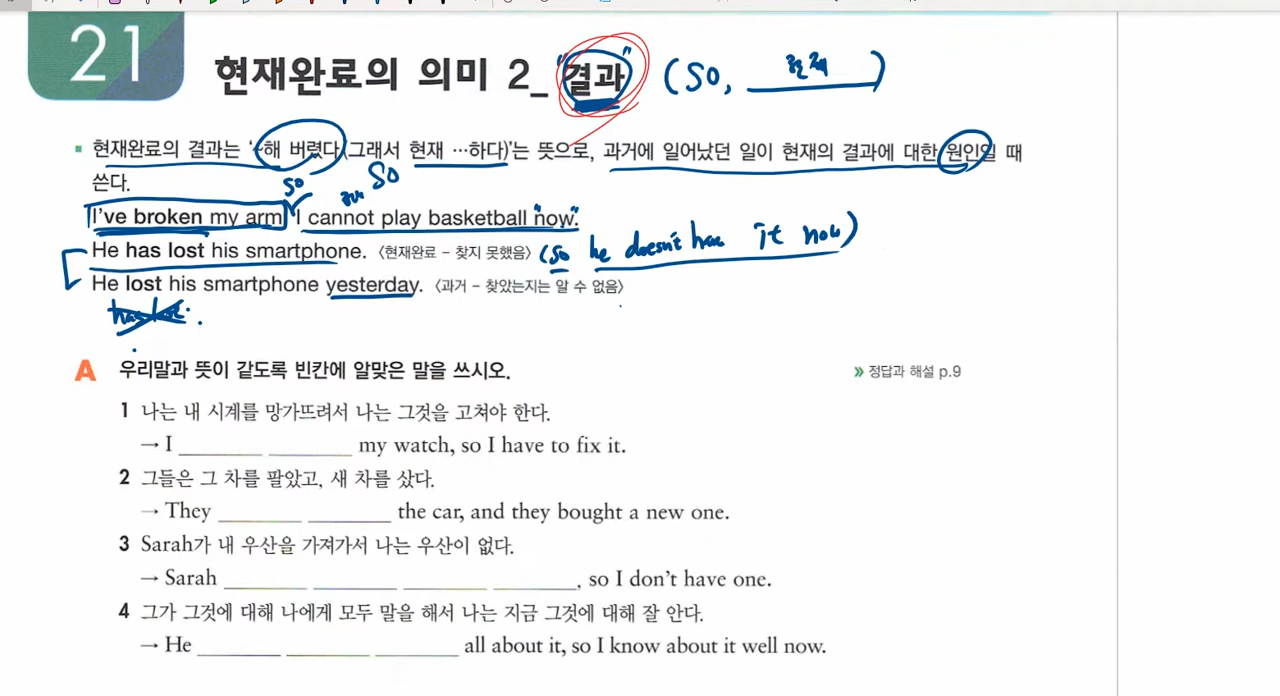 21
현재완료의 의미 2_ "결과" (so, 현재 )
▪ 현재완료의 결과는 '~해 버렸다(그래서 현재 …하다)'는 뜻으로, 과거에 일어났던 일이 현재의 결과에 대한 원인일 때
쓴다.
so
so
I've broken my arm. I cannot play basketball "now".
He has lost his smartphone. 〈현재완료 – 찾지 못했음〉 (so he doesn't have it now)
He lost his smartphone yesterday. 〈과거 – 찾았는지는 알 수 없음〉
A 우리말과 뜻이 같도록 빈칸에 알맞은 말을 쓰시오.
» 정답과 해설 p.9
1 나는 내 시계를 망가뜨려서 나는 그것을 고쳐야 한다.
→ I ________ ________ my watch, so I have to fix it.
2 그들은 그 차를 팔았고, 새 차를 샀다.
→ They ________ ________ the car, and they bought a new one.
3 Sarah가 내 우산을 가져가서 나는 우산이 없다.
→ Sarah ________ ________ ________ ________, so I don't have one.
4 그가 그것에 대해 나에게 모두 말을 해서 나는 지금 그것에 대해 잘 안다.
→ He ________ ________ ________ all about it, so I know about it well now.